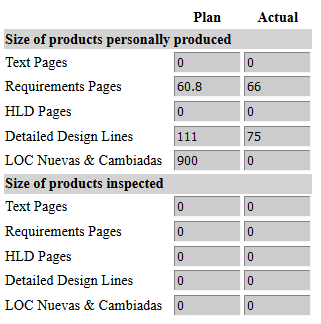 Plan Actual
Size of products personally produced
Text Pages 0 0
Requirements Pages 60.8 66
HLD Pages 0 0
Detailed Design Lines 111 75
LOC Nuevas & Cambiadas 900 0
Size of products inspected
Text Pages 0 0
Requirements Pages 0 0
HLD Pages 0 0
Detailed Design Lines 0 0
LOC Nuevas & Cambiadas 0 0